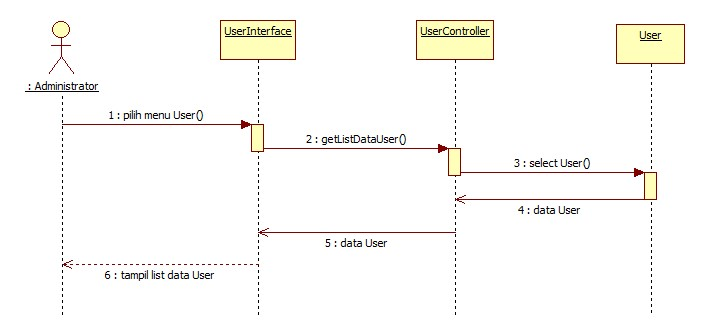 UserInterface
UserController
User
: Administrator
1 : pilih menu User()
2 : getListDataUser()
3 : select User()
4 : data User
5 : data User
6 : tampil list data User